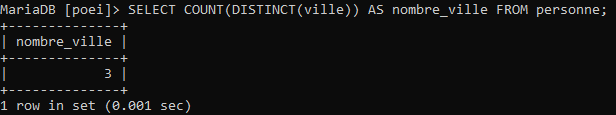 MariaDB [poei]> SELECT COUNT(DISTINCT(ville)) AS nombre_ville FROM personne;
+--------------+
| nombre_ville |
+--------------+
|            3 |
+--------------+
1 row in set (0.001 sec)